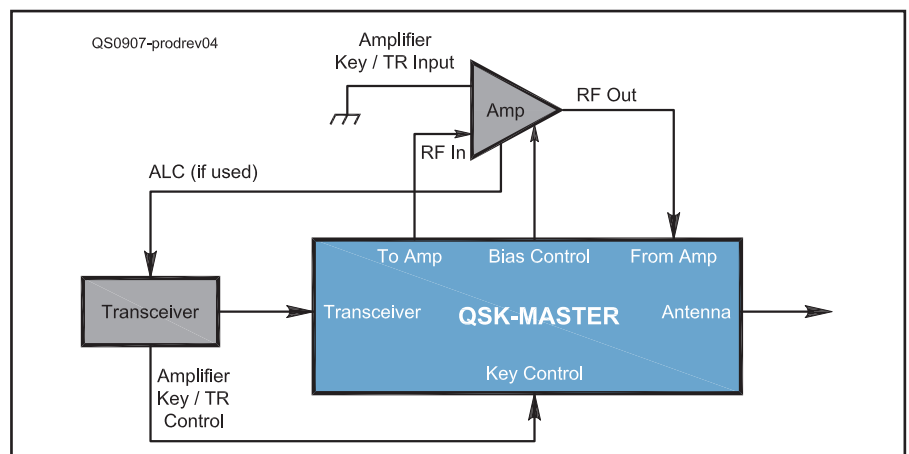 QS0907-prodrev04
Amplifier
Key / TR Input
Amp
RF Out
RF In
ALC (if used)
To Amp
Bias Control
From Amp
Transceiver
Transceiver
QSK-MASTER
Antenna
Key Control
Amplifier
Key / TR
Control